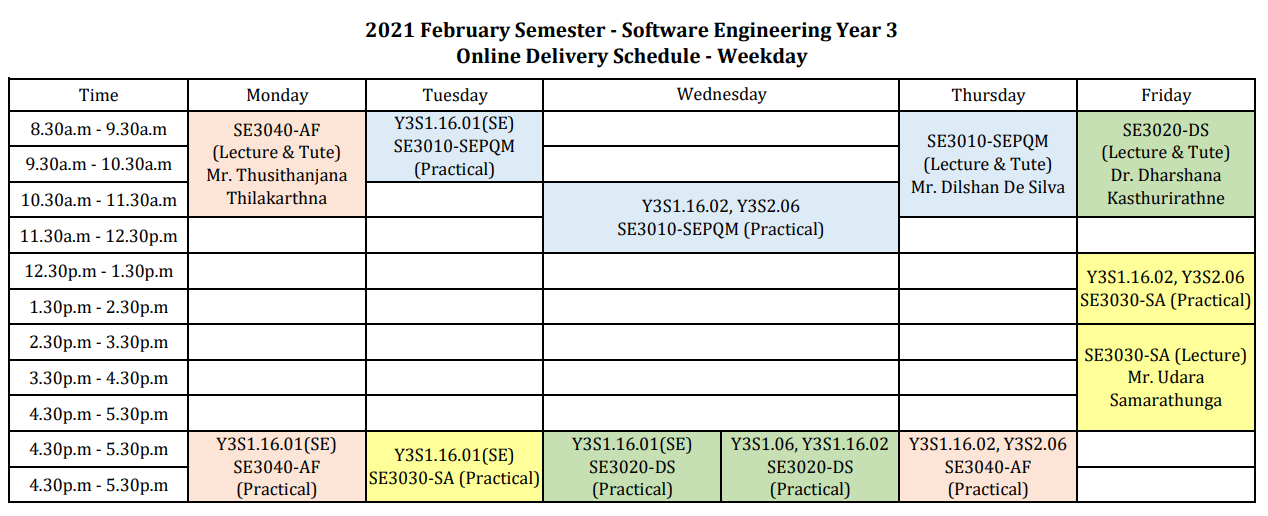 2021 February Semester - Software Engineering Year 3
Online Delivery Schedule - Weekday
Time Monday Tuesday Wednesday Thursday Friday
8.30a.m - 9.30a.m
9.30a.m - 10.30a.m
10.30a.m - 11.30a.m
11.30a.m - 12.30p.m
12.30p.m - 1.30p.m
1.30p.m - 2.30p.m
2.30p.m - 3.30p.m
3.30p.m - 4.30p.m
4.30p.m - 5.30p.m
4.30p.m - 5.30p.m
4.30p.m - 5.30p.m
SE3040-AF
(Lecture & Tute)
Mr. Thusithanjana
Thilakarthna
Y3S1.16.01(SE)
SE3040-AF
(Practical)
Y3S1.16.01(SE)
SE3010-SEPQM
(Practical)
Y3S1.16.01(SE)
SE3030-SA (Practical)
Y3S1.16.02, Y3S2.06
SE3010-SEPQM (Practical)
Y3S1.16.01(SE)
SE3020-DS
(Practical)
Y3S1.06, Y3S1.16.02
SE3020-DS
(Practical)
SE3010-SEPQM
(Lecture & Tute)
Mr. Dilshan De Silva
Y3S1.16.02, Y3S2.06
SE3040-AF
(Practical)
SE3020-DS
(Lecture & Tute)
Dr. Dharshana
Kasthurirathne
Y3S1.16.02, Y3S2.06
SE3030-SA (Practical)
SE3030-SA (Lecture)
Mr. Udara
Samarathunga